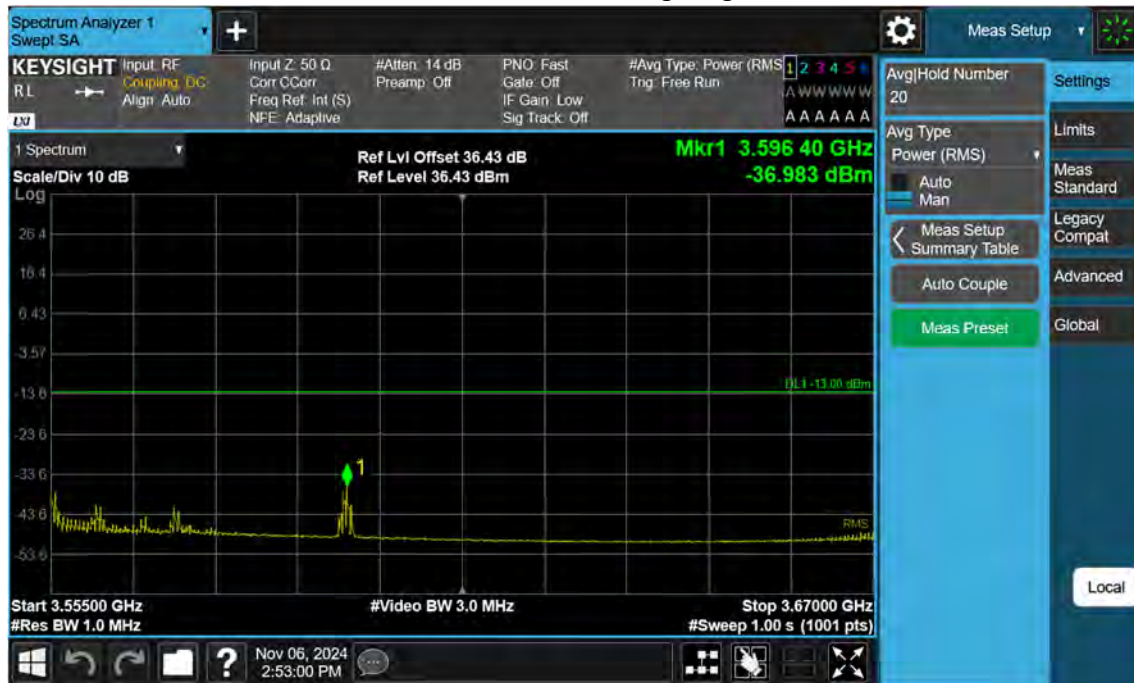 Spectrum Analyzer 1
Swept SA
+
Meas Setup
KEYSIGHT
RL
LXI
Input: RF
Coupling: DC
Align: Auto
Input Z: 50 Ω
Corr CCorr
Freq Ref: Int (S)
NFE: Adaptive
#Atten: 14 dB
Preamp: Off
PNO: Fast
Gate: Off
IF Gain: Low
Sig Track: Off
#Avg Type: Power (RMS
Trig: Free Run
1 2 3 4 5 6
A W W W W W
A A A A A A
1 Spectrum
Scale/Div 10 dB
Log
Ref Lvl Offset 36.43 dB
Ref Level 36.43 dBm
Mkr1 3.596 40 GHz
-36.983 dBm
26.4
16.4
6.43
-3.57
-13.6
-23.6
-33.6
-43.6
-53.6
DL1 -13.00 dBm
1
RMS
Start 3.55500 GHz
#Res BW 1.0 MHz
#Video BW 3.0 MHz
Stop 3.67000 GHz
#Sweep 1.00 s (1001 pts)
Avg|Hold Number
20
Avg Type
Power (RMS)
Auto
Man
Meas Setup
Summary Table
Auto Couple
Meas Preset
Settings
Limits
Meas
Standard
Legacy
Compat
Advanced
Global
Local
?
Nov 06, 2024
2:53:00 PM